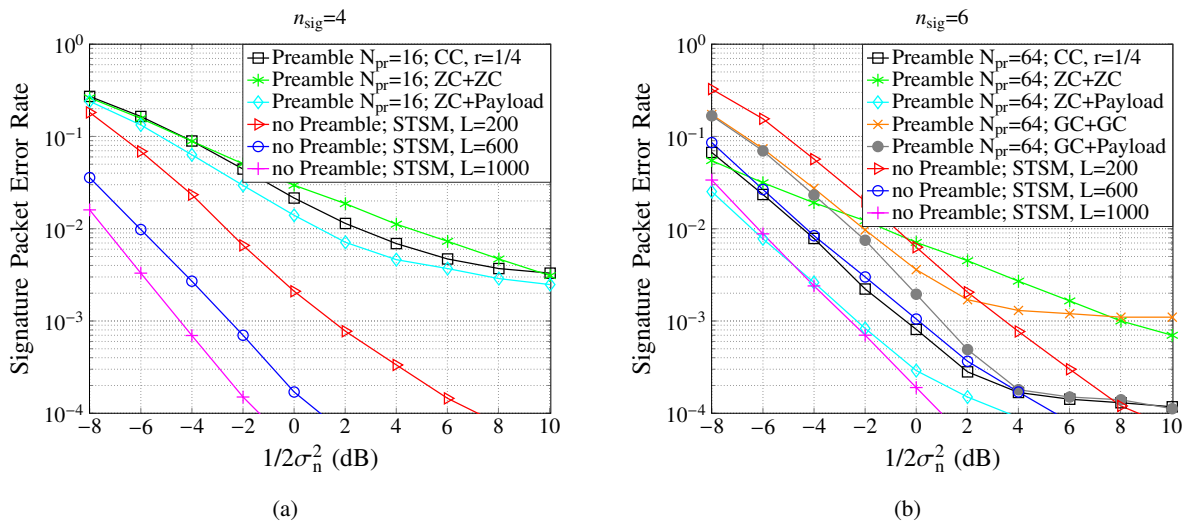 n_sig=4
10^0
10^−1
10^−2
10^−3
10^−4
Signature Packet Error Rate
Preamble N_pr=16; CC, r=1/4
Preamble N_pr=16; ZC+ZC
Preamble N_pr=16; ZC+Payload
no Preamble; STSM, L=200
no Preamble; STSM, L=600
no Preamble; STSM, L=1000
−8 −6 −4 −2 0 2 4 6 8 10
1/2σ_n^2 (dB)
(a)
n_sig=6
10^0
10^−1
10^−2
10^−3
10^−4
Signature Packet Error Rate
Preamble N_pr=64; CC, r=1/4
Preamble N_pr=64; ZC+ZC
Preamble N_pr=64; ZC+Payload
Preamble N_pr=64; GC+GC
Preamble N_pr=64; GC+Payload
no Preamble; STSM, L=200
no Preamble; STSM, L=600
no Preamble; STSM, L=1000
−8 −6 −4 −2 0 2 4 6 8 10
1/2σ_n^2 (dB)
(b)